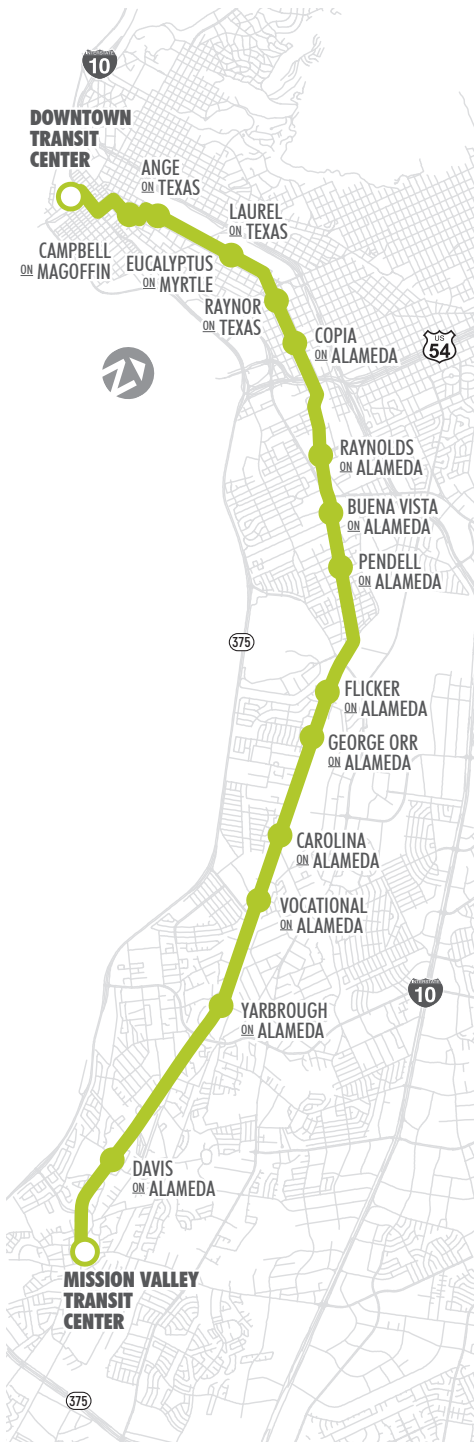 10
DOWNTOWN
TRANSIT
CENTER
ANGE
ON TEXAS
LAUREL
ON TEXAS
CAMPBELL
ON MAGOFFIN
EUCALYPTUS
ON MYRTLE
RAYNOR
ON TEXAS
COPIA
ON ALAMEDA
US
54
RAYNOLDS
ON ALAMEDA
BUENA VISTA
ON ALAMEDA
PENDELL
ON ALAMEDA
375
FLICKER
ON ALAMEDA
GEORGE ORR
ON ALAMEDA
CAROLINA
ON ALAMEDA
VOCATIONAL
ON ALAMEDA
10
YARBROUGH
ON ALAMEDA
DAVIS
ON ALAMEDA
MISSION VALLEY
TRANSIT
CENTER
375